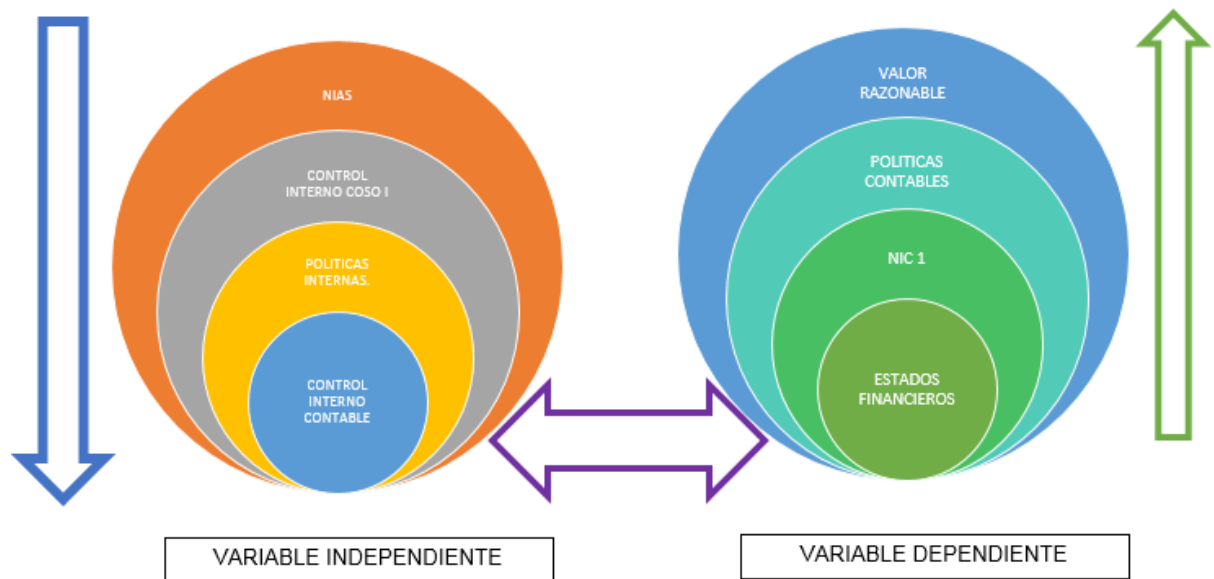 NIAS
CONTROL
INTERNO COSO I
POLITICAS
INTERNAS.
CONTROL
INTERNO
CONTABLE
VARIABLE INDEPENDIENTE
VALOR
RAZONABLE
POLITICAS
CONTABLES
NIC 1
ESTADOS
FINANCIEROS
VARIABLE DEPENDIENTE